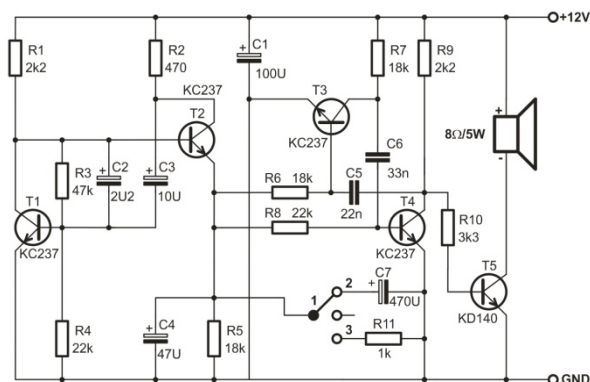 +12V
R1
2k2
R2
470
C1
+
100U
R7
18k
R9
2k2
KC237
T2
T3
KC237
8Ω/5W
+
-
R3
47k
C2
+
2U2
C3
+
10U
R6 18k
C5
22n
C6
33n
R8 22k
T4
KC237
T1
KC237
R10
3k3
T5
KD140
C7
+
470U
1
2
3
R11
1k
R4
22k
C4
+
47U
R5
18k
GND